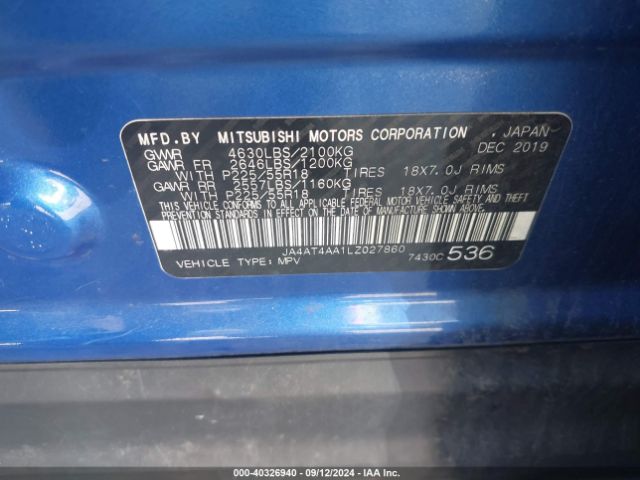 MFD.BY MITSUBISHI MOTORS CORPORATION , JAPAN
GVWR 4630LBS/2100KG DEC 2019
GAWR FR 2646LBS/1200KG
WITH P225/55R18 TIRES 18X7.0J RIMS
GAWR RR 2557LBS/1160KG
WITH P225/55R18 TIRES 18X7.0J RIMS
THIS VEHICLE CONFORMS TO ALL APPLICABLE FEDERAL MOTOR VEHICLE SAFETY AND THEFT
PREVENTION STANDARDS IN EFFECT ON THE DATE OF MANUFACTURE SHOWN ABOVE.
JA4AT4AA1LZ027860
VEHICLE TYPE: MPV 7430C 536
000-40326940 - 09/12/2024 - IAA Inc.